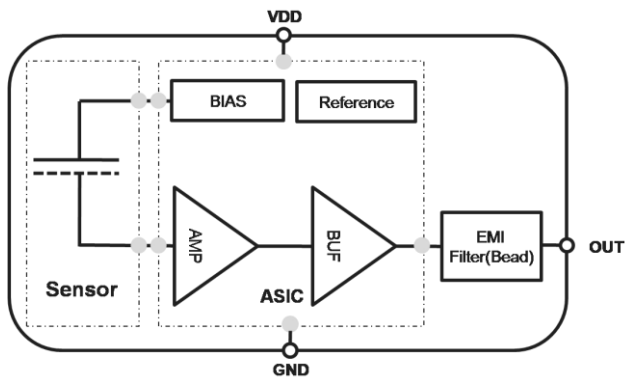 VDD
BIAS
Reference
AMP
BUF
EMI
Filter(Bead)
OUT
Sensor
ASIC
GND